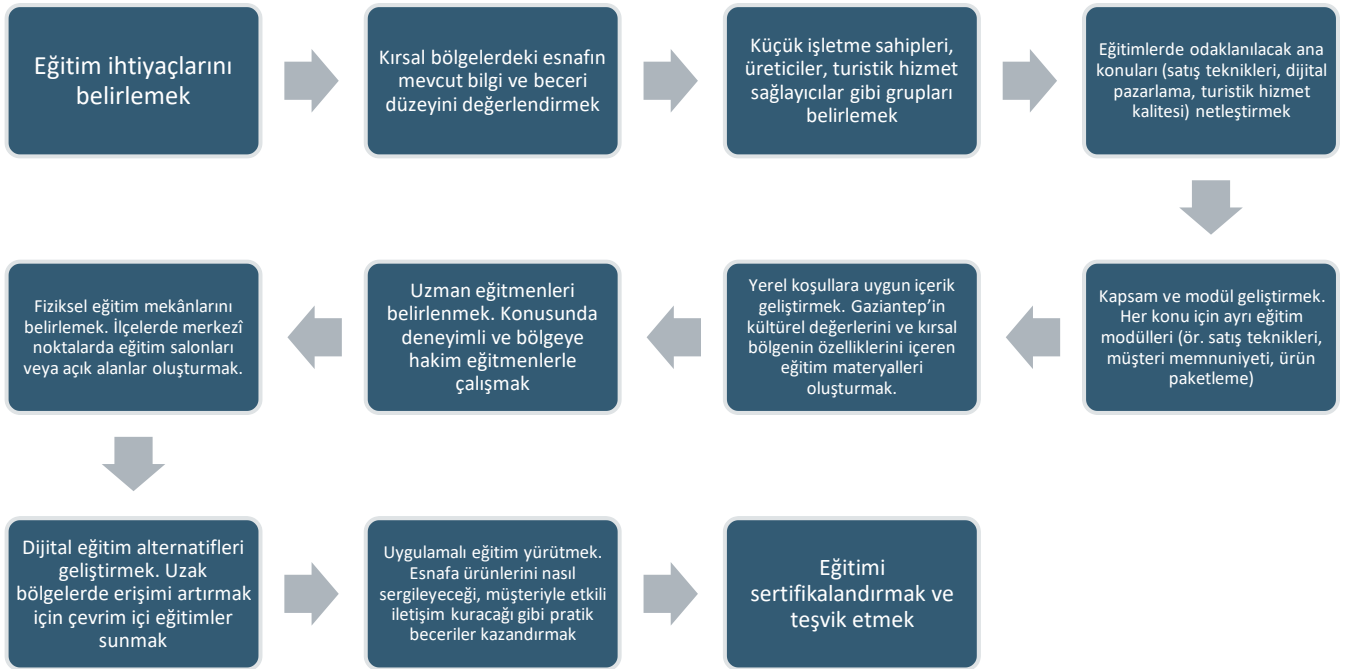 Eğitim ihtiyaçlarını
belirlemek
Kırsal bölgelerdeki esnafın
mevcut bilgi ve beceri
düzeyini değerlendirmek
Küçük işletme sahipleri,
üreticiler, turistik hizmet
sağlayıcılar gibi grupları
belirlemek
Eğitimlerde odaklanılacak ana
konuları (satış teknikleri, dijital
pazarlama, turistik hizmet
kalitesi) netleştirmek
Kapsam ve modül geliştirmek.
Her konu için ayrı eğitim
modülleri (ör. satış teknikleri,
müşteri memnuniyeti, ürün
paketleme)
Yerel koşullara uygun içerik
geliştirmek. Gaziantep’in
kültürel değerlerini ve kırsal
bölgenin özelliklerini içeren
eğitim materyalleri
oluşturmak.
Uzman eğitmenleri
belirlenmek. Konusunda
deneyimli ve bölgeye
hakim eğitmenlerle
çalışmak
Fiziksel eğitim mekânlarını
belirlemek. İlçelerde merkezî
noktalarda eğitim salonları
veya açık alanlar oluşturmak.
Dijital eğitim alternatifleri
geliştirmek. Uzak
bölgelerde erişimi artırmak
için çevrim içi eğitimler
sunmak
Uygulamalı eğitim yürütmek.
Esnafa ürünlerini nasıl
sergileyeceği, müşteriyle etkili
iletişim kuracağı gibi pratik
beceriler kazandırmak
Eğitimi
sertifikalandırmak ve
teşvik etmek